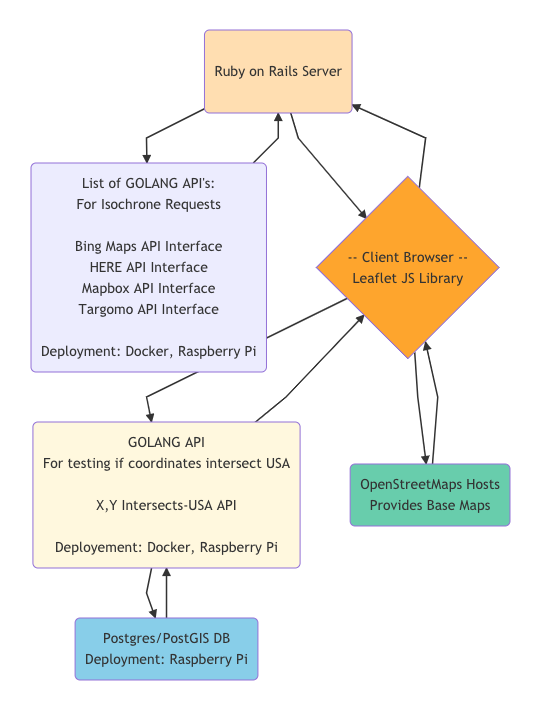 Ruby on Rails Server
List of GOLANG API's:
For Isochrone Requests
Bing Maps API Interface
HERE API Interface
Mapbox API Interface
Targomo API Interface
Deployment: Docker, Raspberry Pi
-- Client Browser --
Leaflet JS Library
GOLANG API
For testing if coordinates intersect USA
X,Y Intersects-USA API
Deployement: Docker, Raspberry Pi
OpenStreetMaps Hosts
Provides Base Maps
Postgres/PostGIS DB
Deployment: Raspberry Pi